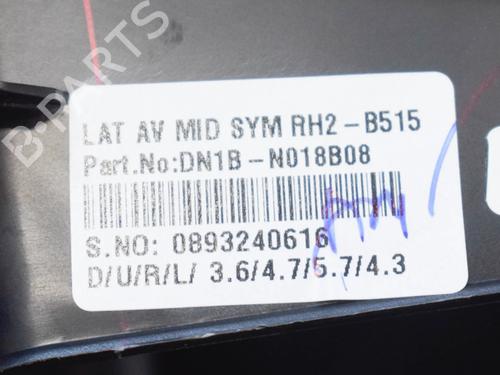 B-PARTS
LAT AV MID SYM RH2-B515
Part.No:DN1B-N018B08
S.NO: 0893240616
D/U/R/L/ 3.6/4.7/5.7/4.3